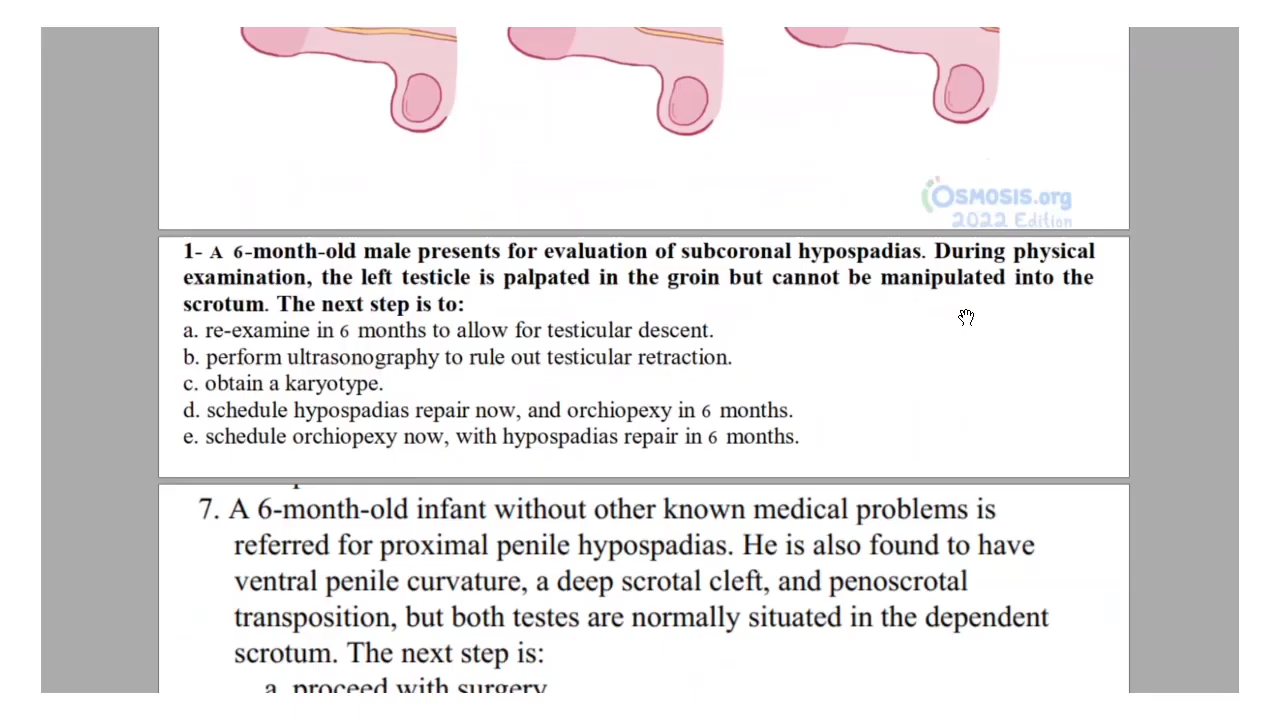 OSMOSIS.org
2022 Edition
1- A 6-month-old male presents for evaluation of subcoronal hypospadias. During physical
examination, the left testicle is palpated in the groin but cannot be manipulated into the
scrotum. The next step is to:
a. re-examine in 6 months to allow for testicular descent.
b. perform ultrasonography to rule out testicular retraction.
c. obtain a karyotype.
d. schedule hypospadias repair now, and orchiopexy in 6 months.
e. schedule orchiopexy now, with hypospadias repair in 6 months.
7. A 6-month-old infant without other known medical problems is
referred for proximal penile hypospadias. He is also found to have
ventral penile curvature, a deep scrotal cleft, and penoscrotal
transposition, but both testes are normally situated in the dependent
scrotum. The next step is:
a. proceed with surgery